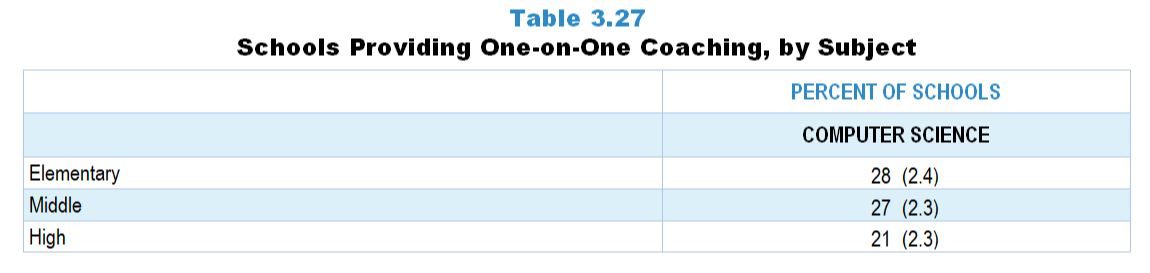 Table 3.27
Schools Providing One-on-One Coaching, by Subject
PERCENT OF SCHOOLS
COMPUTER SCIENCE
Elementary 28 (2.4)
Middle 27 (2.3)
High 21 (2.3)